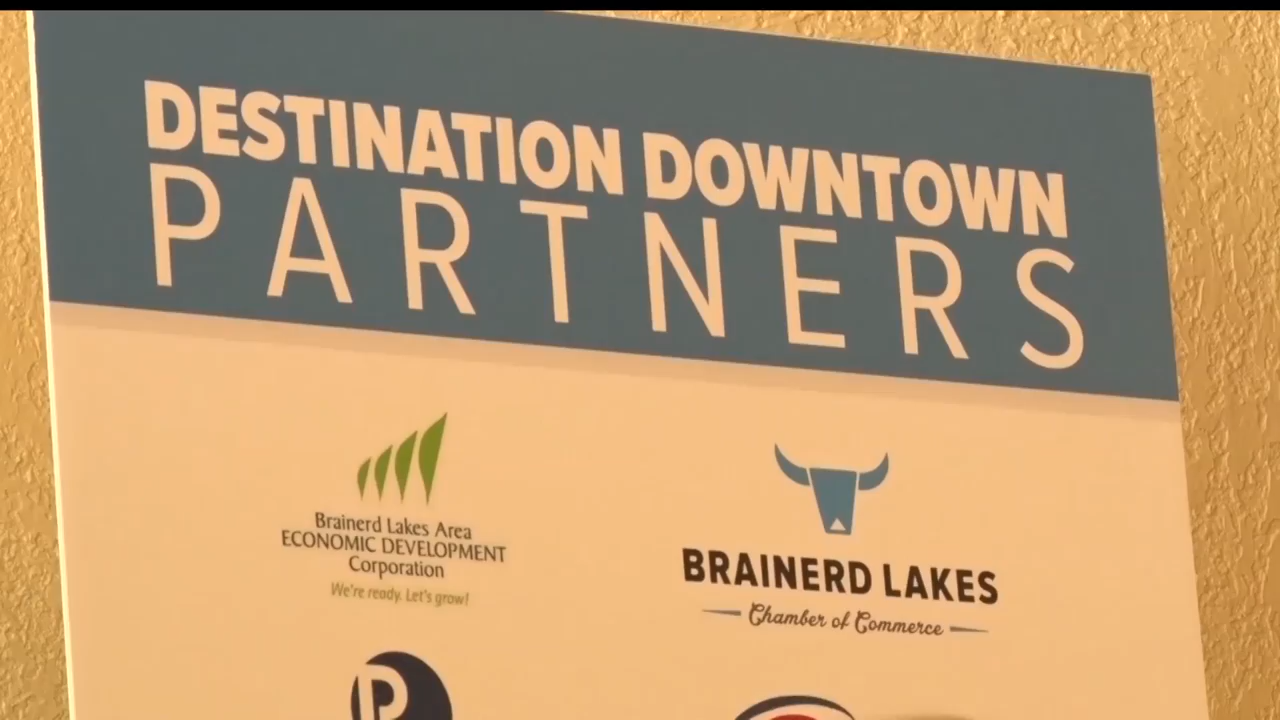 DESTINATION DOWNTOWN
PARTNERS
Brainerd Lakes Area
ECONOMIC DEVELOPMENT
Corporation
We're ready. Let's grow!
BRAINERD LAKES
Chamber of Commerce
P